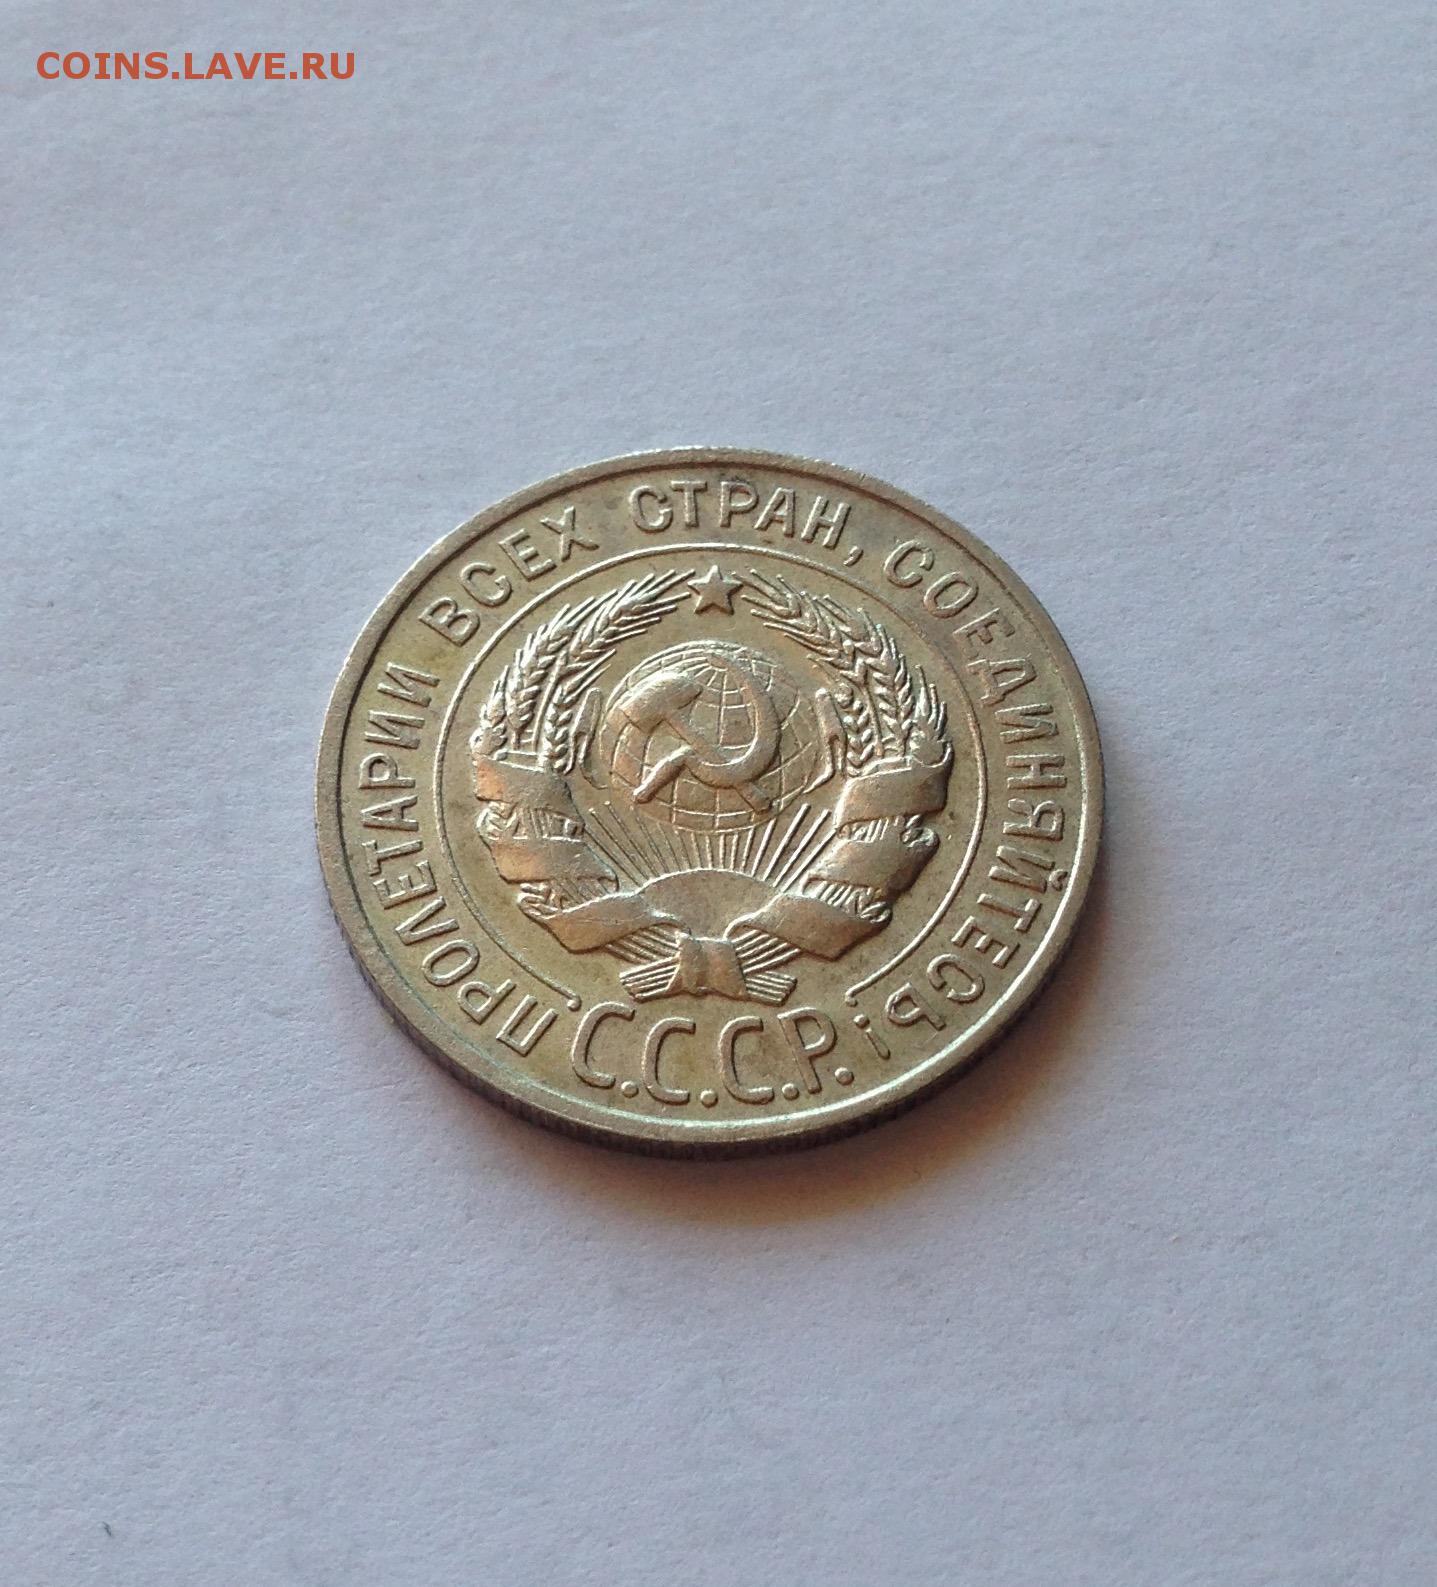 COINS.LAVE.RU
ПРОЛЕТАРИИ ВСЕХ СТРАН, СОЕДИНЯЙТЕСЬ!
С.С.С.Р.